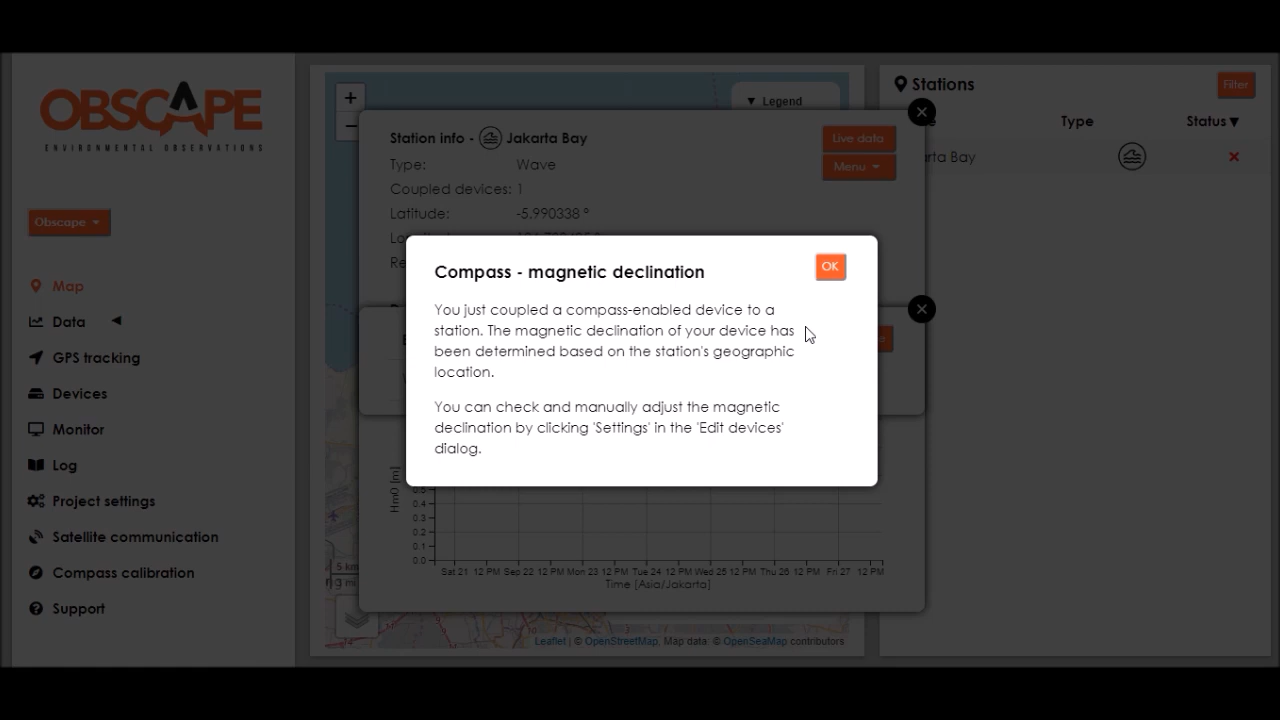 OBSCAPE
ENVIRONMENTAL OBSERVATIONS
Obscape
Map
Data
GPS tracking
Devices
Monitor
Log
Project settings
Satellite communication
Compass calibration
Support
+
−
▼ Legend
Station info - Jakarta Bay
Live data
Menu
Type: Wave
Coupled devices: 1
Latitude: -5.990338 °
Compass - magnetic declination
OK
You just coupled a compass-enabled device to a
station. The magnetic declination of your device has
been determined based on the station's geographic
location.
You can check and manually adjust the magnetic
declination by clicking 'Settings' in the 'Edit devices'
dialog.
Hm0 [m]
0.5
0.4
0.3
0.2
0.1
0.0
Sat 21 12 PM Sep 22 12 PM Mon 23 12 PM Tue 24 12 PM Wed 25 12 PM Thu 26 12 PM Fri 27 12 PM
Time [Asia/Jakarta]
5 km
Leaflet | © OpenStreetMap, Map data: © OpenSeaMap contributors
Stations
Filter
Type
Status ▼
arta Bay